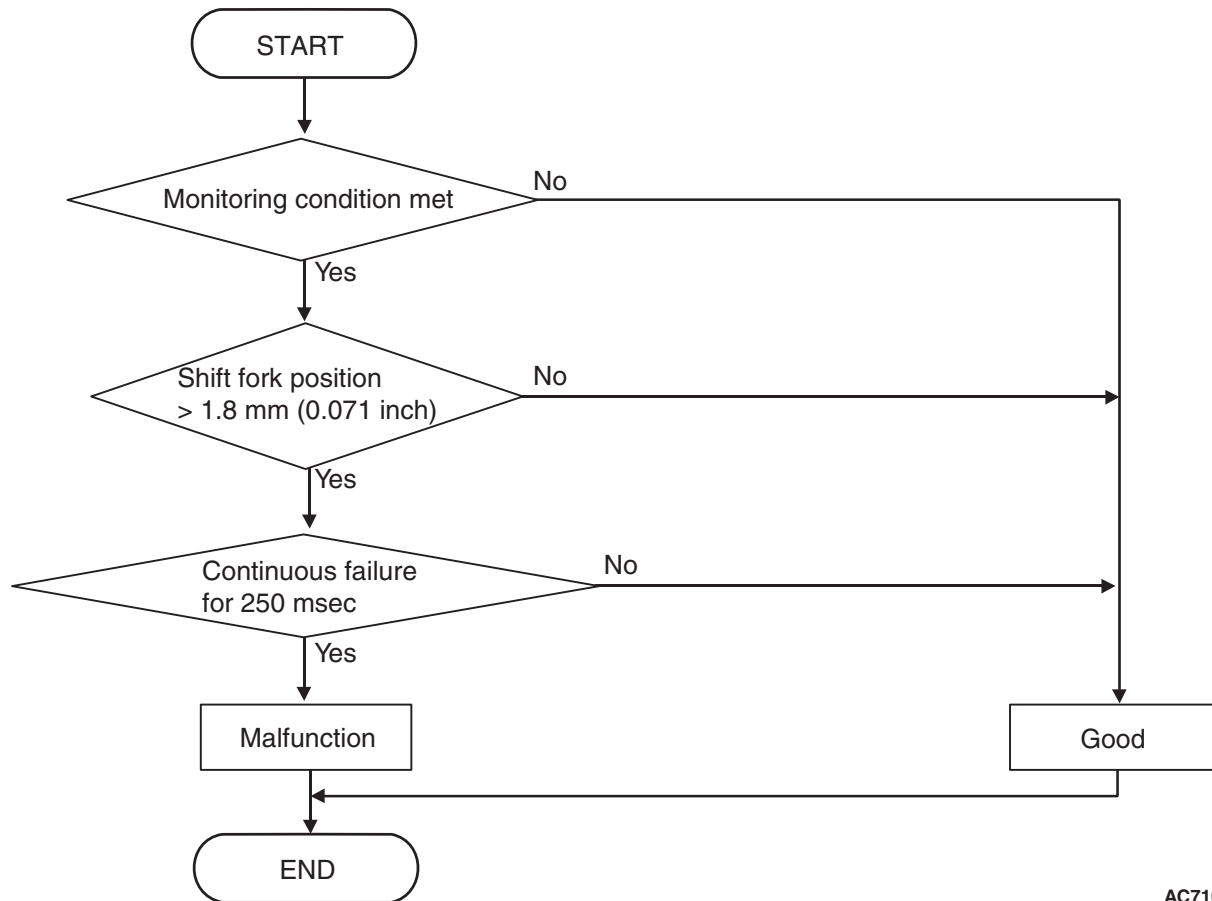 START
Monitoring condition met
No
Yes
Shift fork position
> 1.8 mm (0.071 inch)
No
Yes
Continuous failure
for 250 msec
No
Yes
Malfunction
Good
END